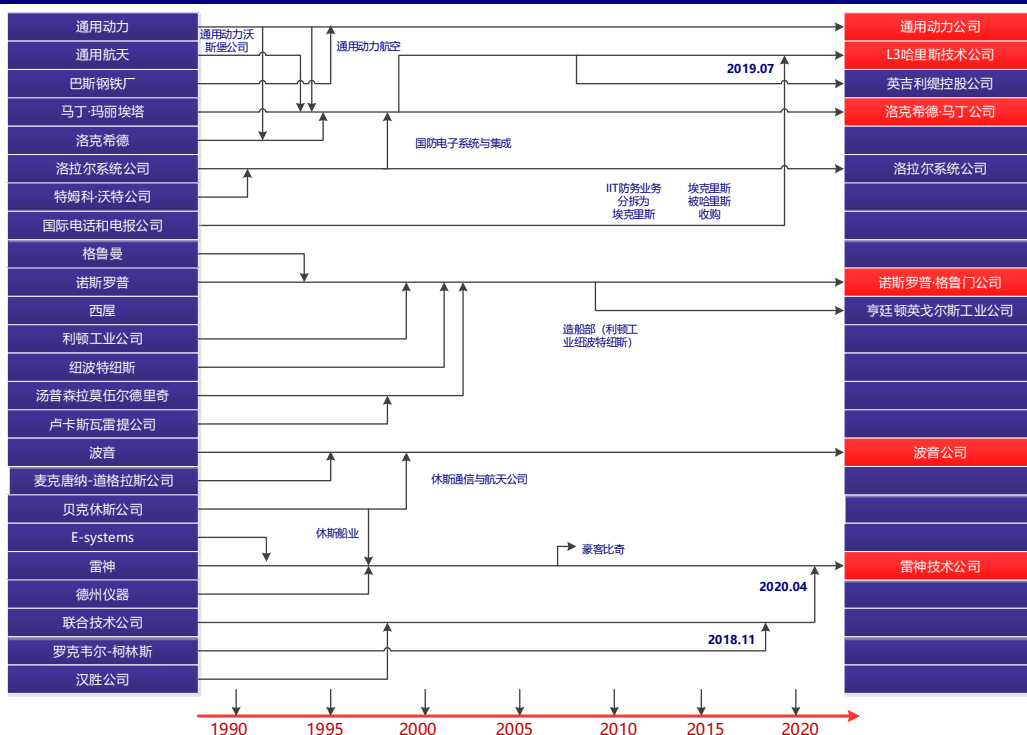 通用动力
通用航天
巴斯钢铁厂
马丁·玛丽埃塔
洛克希德
洛拉尔系统公司
特姆科·沃特公司
国际电话和电报公司
格鲁曼
诺斯罗普
西屋
利顿工业公司
纽波特纽斯
汤普森拉莫伍尔德里奇
卢卡斯瓦雷提公司
波音
麦克唐纳-道格拉斯公司
贝克休斯公司
E-systems
雷神
德州仪器
联合技术公司
罗克韦尔-柯林斯
汉胜公司
通用动力沃
斯堡公司
通用动力航空
2019.07
国防电子系统与集成
IIT防务业务
分拆为
埃克里斯
埃克里斯
被哈里斯
收购
造船部（利顿工
业纽波特纽斯）
休斯通信与航天公司
休斯船业
豪客比奇
2020.04
2018.11
通用动力公司
L3哈里斯技术公司
英吉利缇控股公司
洛克希德·马丁公司
洛拉尔系统公司
诺斯罗普·格鲁门公司
亨廷顿英戈尔斯工业公司
波音公司
雷神技术公司
1990
1995
2000
2005
2010
2015
2020